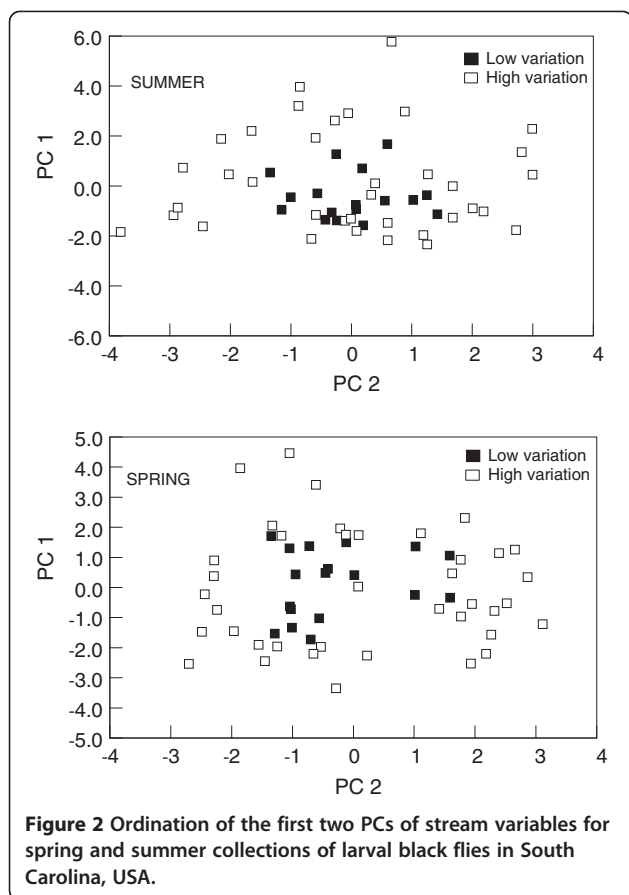 6.0
Low variation
High variation
SUMMER
4.0
2.0
PC 1
0.0
-2.0
-4.0
-6.0
-4 -3 -2 -1 0 1 2 3 4
PC 2
5.0
Low variation
High variation
SPRING
4.0
3.0
2.0
1.0
PC 1
0.0
-1.0
-2.0
-3.0
-4.0
-5.0
-4 -3 -2 -1 0 1 2 3 4
PC 2
Figure 2 Ordination of the first two PCs of stream variables for
spring and summer collections of larval black flies in South
Carolina, USA.